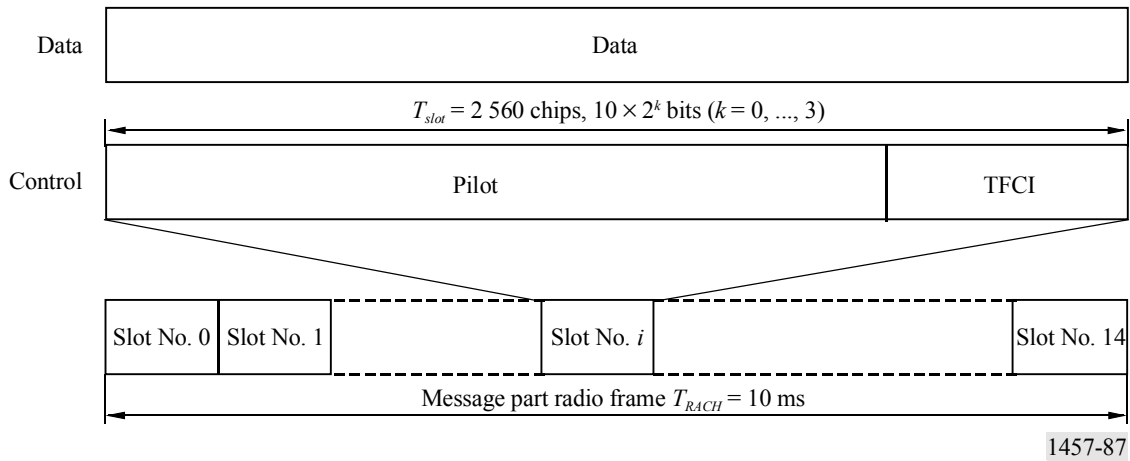 Data Data
T_slot = 2 560 chips, 10 × 2^k bits (k = 0, ..., 3)
Control Pilot TFCI
Slot No. 0 Slot No. 1 Slot No. i Slot No. 14
Message part radio frame T_RACH = 10 ms
1457-87